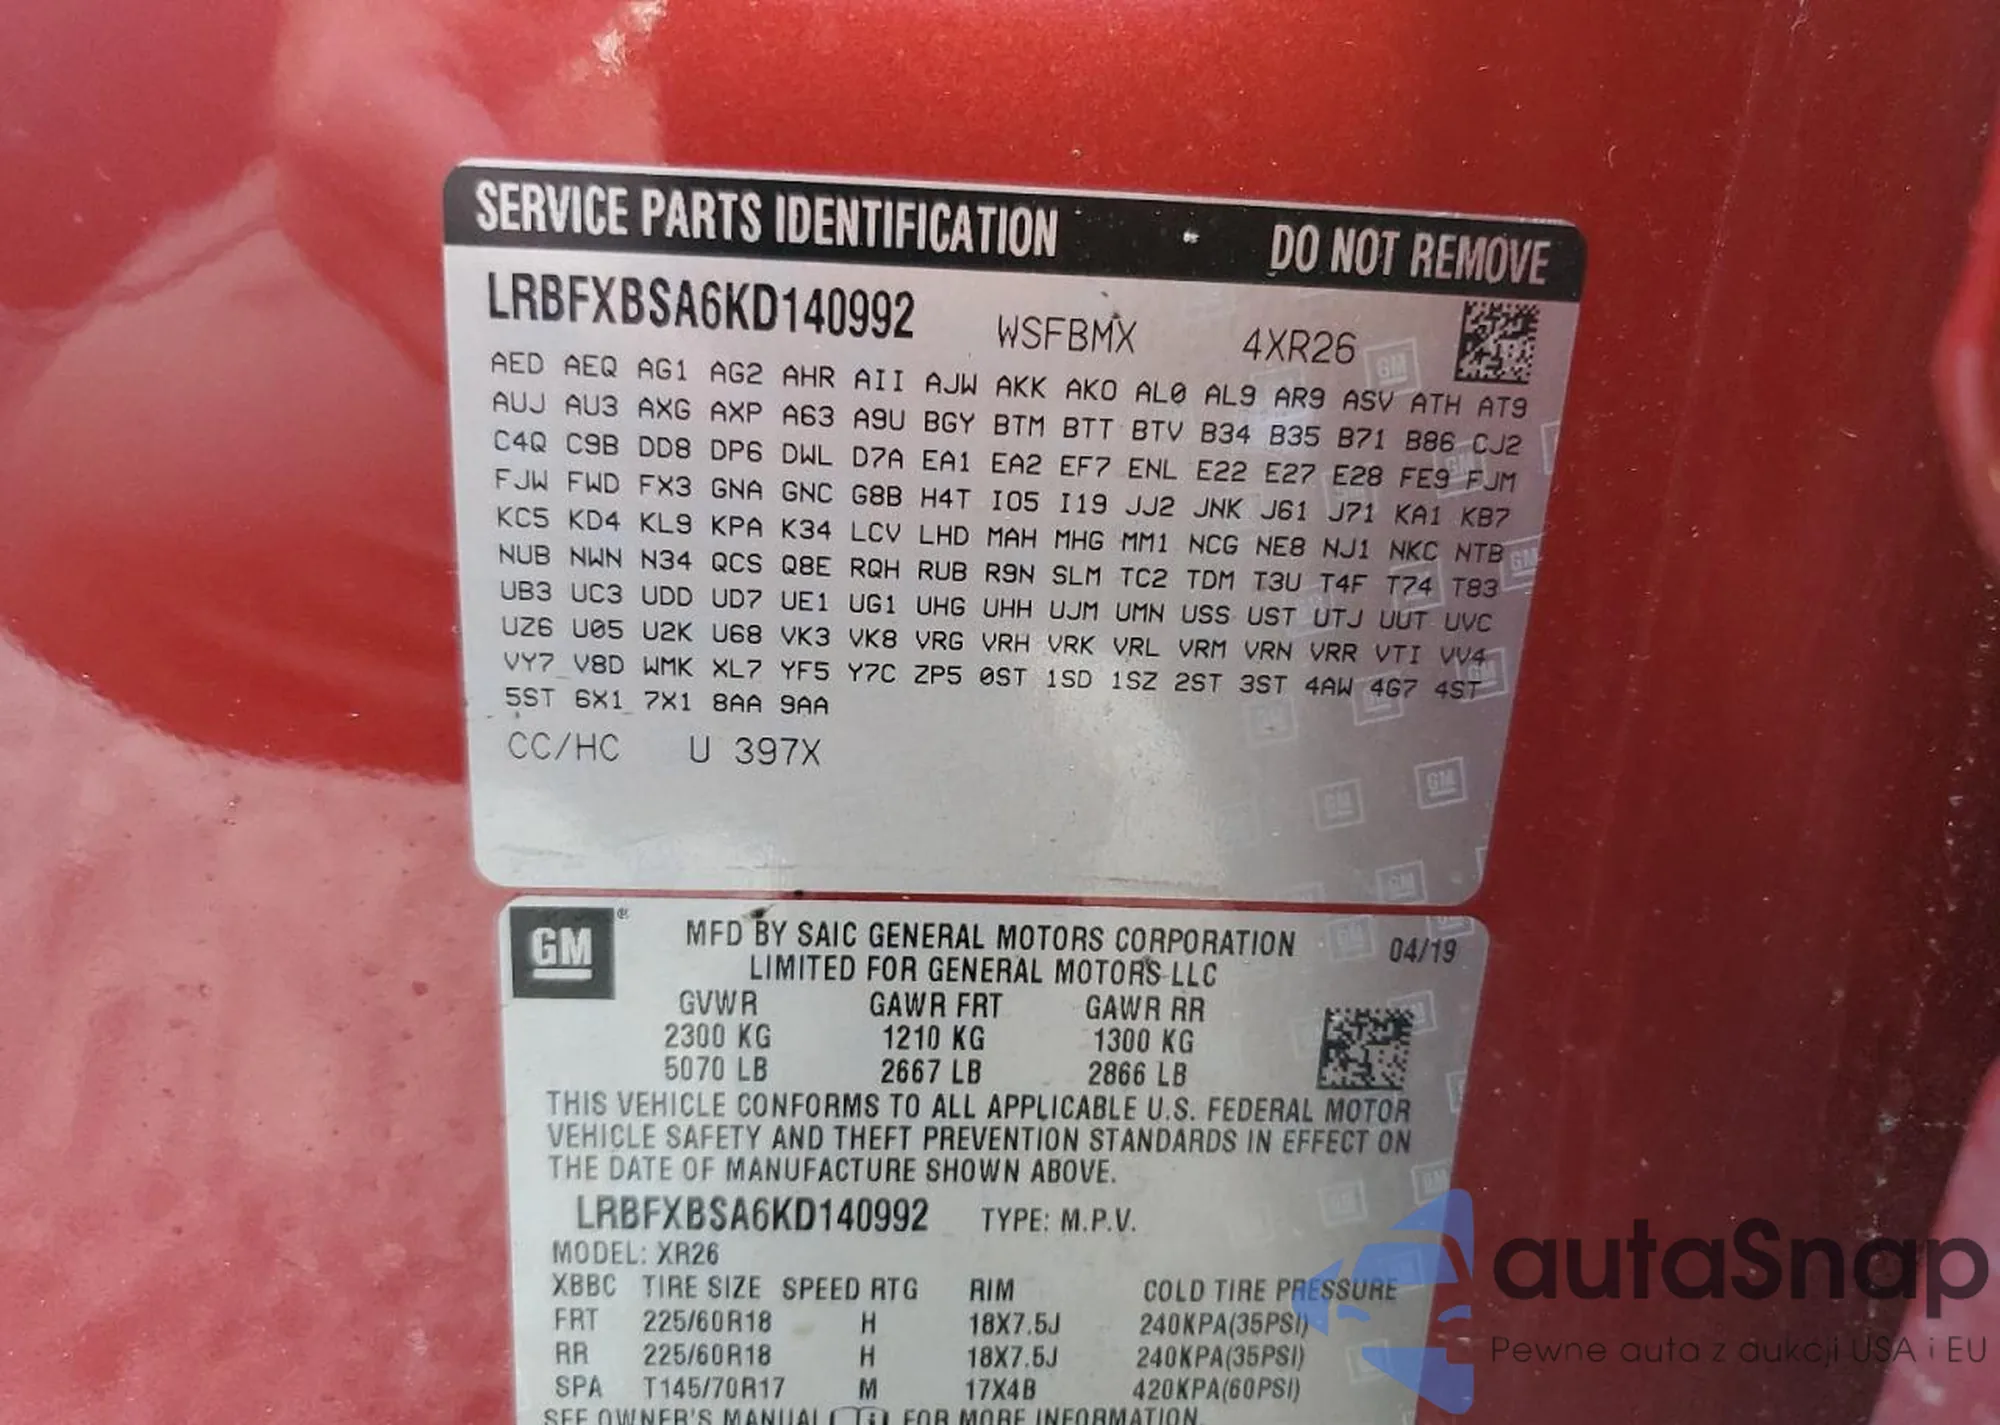 SERVICE PARTS IDENTIFICATION DO NOT REMOVE
LRBFXBSA6KD140992 WSFBMX 4XR26
AED AEQ AG1 AG2 AHR AII AJW AKK AKO AL0 AL9 AR9 ASV ATH AT9
AUJ AU3 AXG AXP A63 A9U BGY BTM BTT BTV B34 B35 B71 B86 CJ2
C4Q C9B DD8 DP6 DWL D7A EA1 EA2 EF7 ENL E22 E27 E28 FE9 FJM
FJW FWD FX3 GNA GNC G8B H4T IO5 I19 JJ2 JNK J61 J71 KA1 KB7
KC5 KD4 KL9 KPA K34 LCV LHD MAH MHG MM1 NCG NE8 NJ1 NKC NTB
NUB NWN N34 QCS Q8E RQH RUB R9N SLM TC2 TDM T3U T4F T74 T83
UB3 UC3 UDD UD7 UE1 UG1 UHG UHH UJM UMN USS UST UTJ UUT UVC
UZ6 U05 U2K U68 VK3 VK8 VRG VRH VRK VRL VRM VRN VRR VTI VV4
VY7 V8D WMK XL7 YF5 Y7C ZP5 0ST 1SD 1SZ 2ST 3ST 4AW 4G7 4ST
5ST 6X1 7X1 8AA 9AA
CC/HC U 397X
GM ® MFD BY SAIC GENERAL MOTORS CORPORATION 04/19
LIMITED FOR GENERAL MOTORS LLC
GVWR GAWR FRT GAWR RR
2300 KG 1210 KG 1300 KG
5070 LB 2667 LB 2866 LB
THIS VEHICLE CONFORMS TO ALL APPLICABLE U.S. FEDERAL MOTOR
VEHICLE SAFETY AND THEFT PREVENTION STANDARDS IN EFFECT ON
THE DATE OF MANUFACTURE SHOWN ABOVE.
LRBFXBSA6KD140992 TYPE: M.P.V.
MODEL: XR26
XBBC TIRE SIZE SPEED RTG RIM COLD TIRE PRESSURE
FRT 225/60R18 H 18X7.5J 240KPA(35PSI)
RR 225/60R18 H 18X7.5J 240KPA(35PSI)
SPA T145/70R17 M 17X4B 420KPA(60PSI)
SEE OWNER'S MANUAL FOR MORE INFORMATION.
autaSnap
Pewne auta z aukcji USA i EU